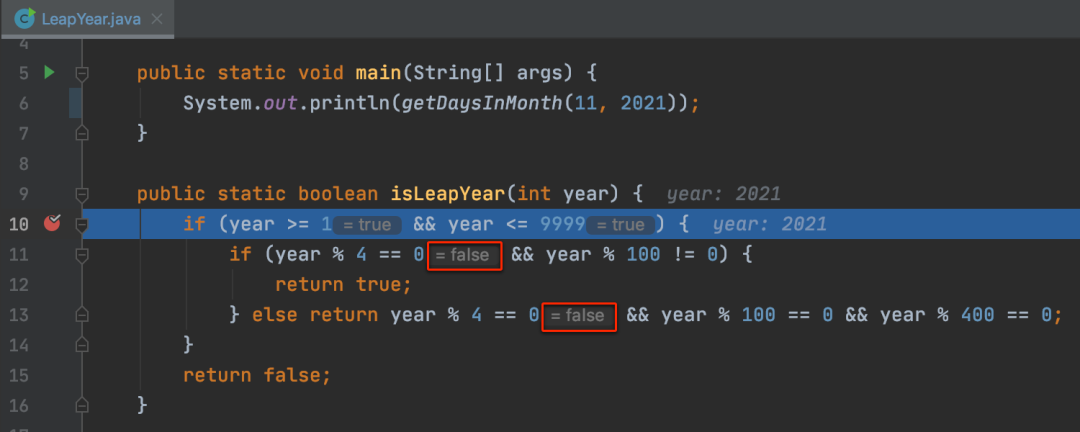 LeapYear.java
4
5 public static void main(String[] args) {
6 System.out.println(getDaysInMonth(11, 2021));
7 }
8
9 public static boolean isLeapYear(int year) { year: 2021
10 if (year >= 1 = true && year <= 9999 = true ) { year: 2021
11 if (year % 4 == 0 = false && year % 100 != 0) {
12 return true;
13 } else return year % 4 == 0 = false && year % 100 == 0 && year % 400 == 0;
14 }
15 return false;
16 }